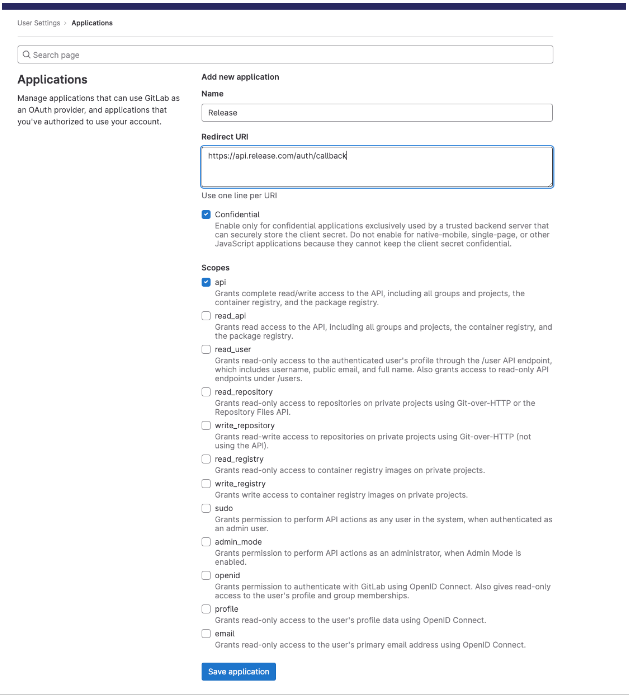 User Settings › Applications
Search page
Applications
Manage applications that can use GitLab as
an OAuth provider, and applications that
you've authorized to use your account.
Add new application
Name
Release
Redirect URI
https://api.release.com/auth/callback
Use one line per URI
Confidential
Enable only for confidential applications exclusively used by a trusted backend server that
can securely store the client secret. Do not enable for native-mobile, single-page, or other
JavaScript applications because they cannot keep the client secret confidential.
Scopes
api
Grants complete read/write access to the API, including all groups and projects, the
container registry, and the package registry.
read_api
Grants read access to the API, including all groups and projects, the container registry, and
the package registry.
read_user
Grants read-only access to the authenticated user's profile through the /user API endpoint,
which includes username, public email, and full name. Also grants access to read-only API
endpoints under /users.
read_repository
Grants read-only access to repositories on private projects using Git-over-HTTP or the
Repository Files API.
write_repository
Grants read-write access to repositories on private projects using Git-over-HTTP (not
using the API).
read_registry
Grants read-only access to container registry images on private projects.
write_registry
Grants write access to container registry images on private projects.
sudo
Grants permission to perform API actions as any user in the system, when authenticated as
an admin user.
admin_mode
Grants permission to perform API actions as an administrator, when Admin Mode is
enabled.
openid
Grants permission to authenticate with GitLab using OpenID Connect. Also gives read-only
access to the user's profile and group memberships.
profile
Grants read-only access to the user's profile data using OpenID Connect.
email
Grants read-only access to the user's primary email address using OpenID Connect.
Save application